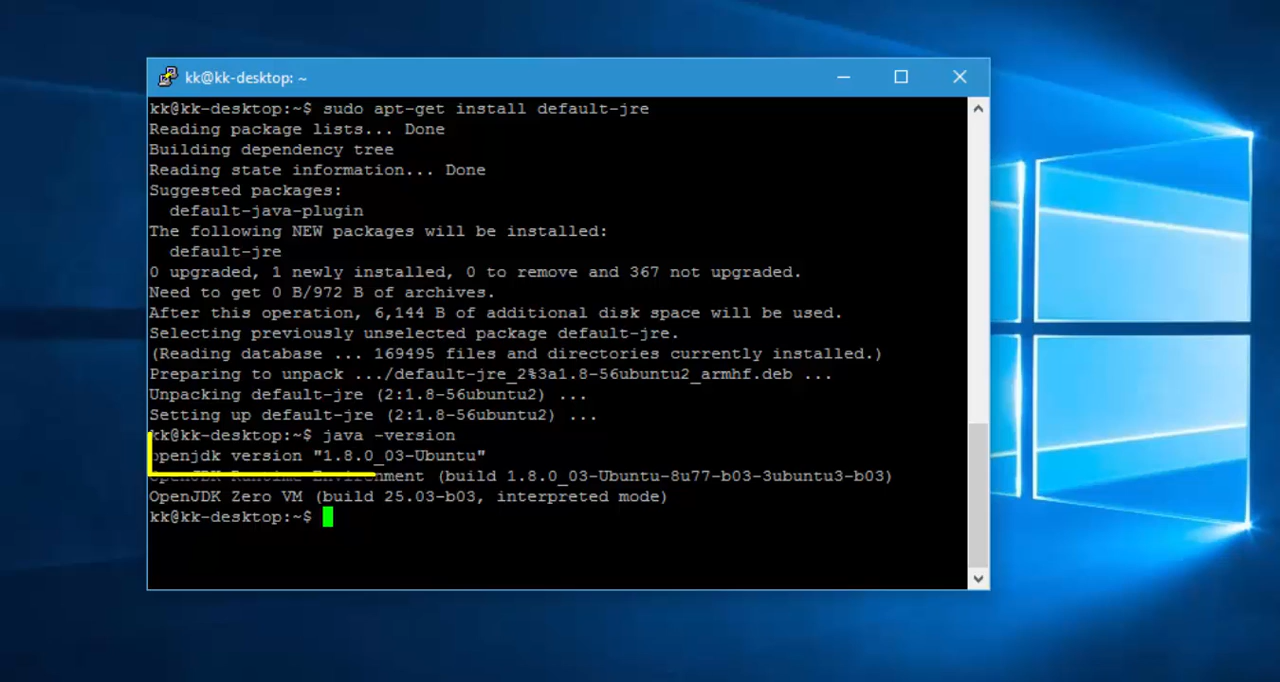 kk@kk-desktop: ~
kk@kk-desktop:~$ sudo apt-get install default-jre
Reading package lists... Done
Building dependency tree
Reading state information... Done
Suggested packages:
  default-java-plugin
The following NEW packages will be installed:
  default-jre
0 upgraded, 1 newly installed, 0 to remove and 367 not upgraded.
Need to get 0 B/972 B of archives.
After this operation, 6,144 B of additional disk space will be used.
Selecting previously unselected package default-jre.
(Reading database ... 169495 files and directories currently installed.)
Preparing to unpack .../default-jre_2%3a1.8-56ubuntu2_armhf.deb ...
Unpacking default-jre (2:1.8-56ubuntu2) ...
Setting up default-jre (2:1.8-56ubuntu2) ...
kk@kk-desktop:~$ java -version
openjdk version "1.8.0_03-Ubuntu"
OpenJDK Runtime Environment (build 1.8.0_03-Ubuntu-8u77-b03-3ubuntu3-b03)
OpenJDK Zero VM (build 25.03-b03, interpreted mode)
kk@kk-desktop:~$